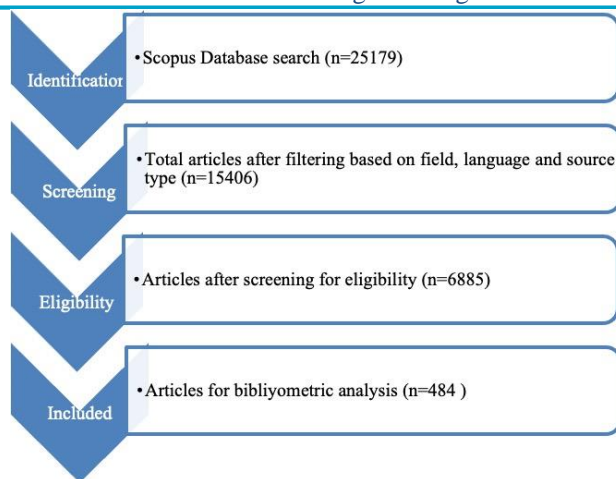 Identification
•Scopus Database search (n=25179)
Screening
•Total articles after filtering based on field, language and source
type (n=15406)
Eligibility
•Articles after screening for eligibility (n=6885)
Included
•Articles for bibliyometric analysis (n=484 )